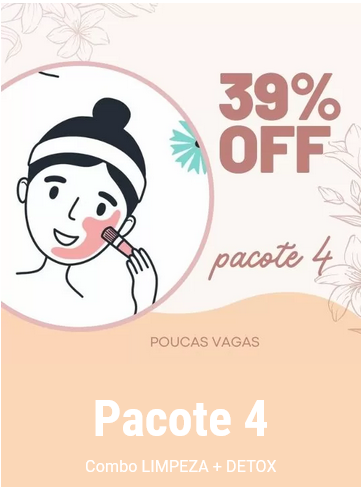 39%
OFF
pacote 4
POUCAS VAGAS
Pacote 4
Combo LIMPEZA + DETOX